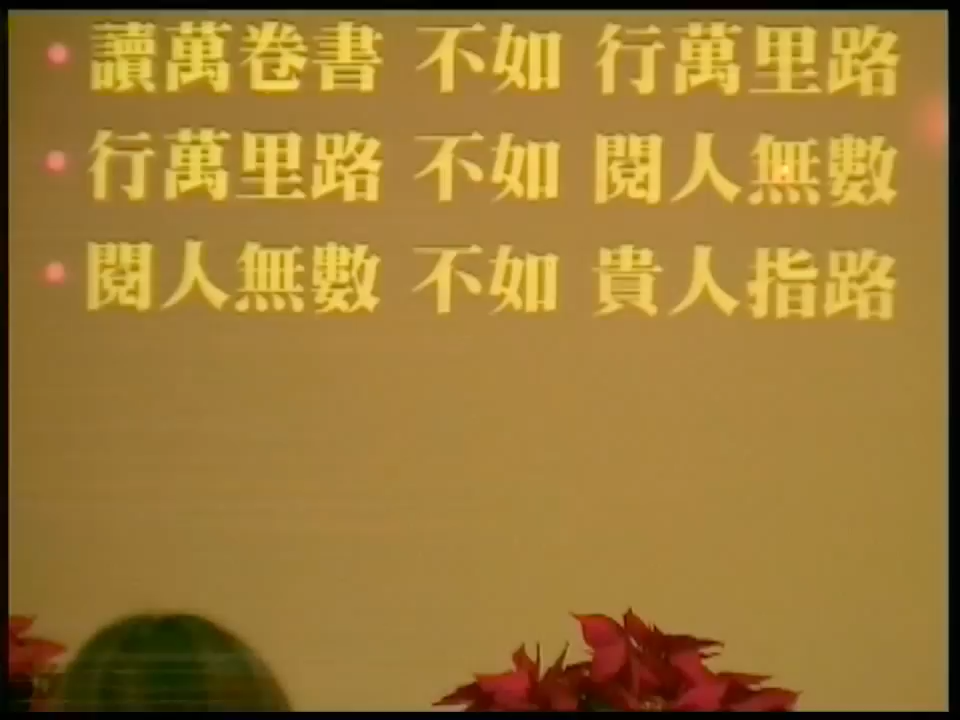 • 讀萬卷書 不如 行萬里路
• 行萬里路 不如 閱人無數
• 閱人無數 不如 貴人指路